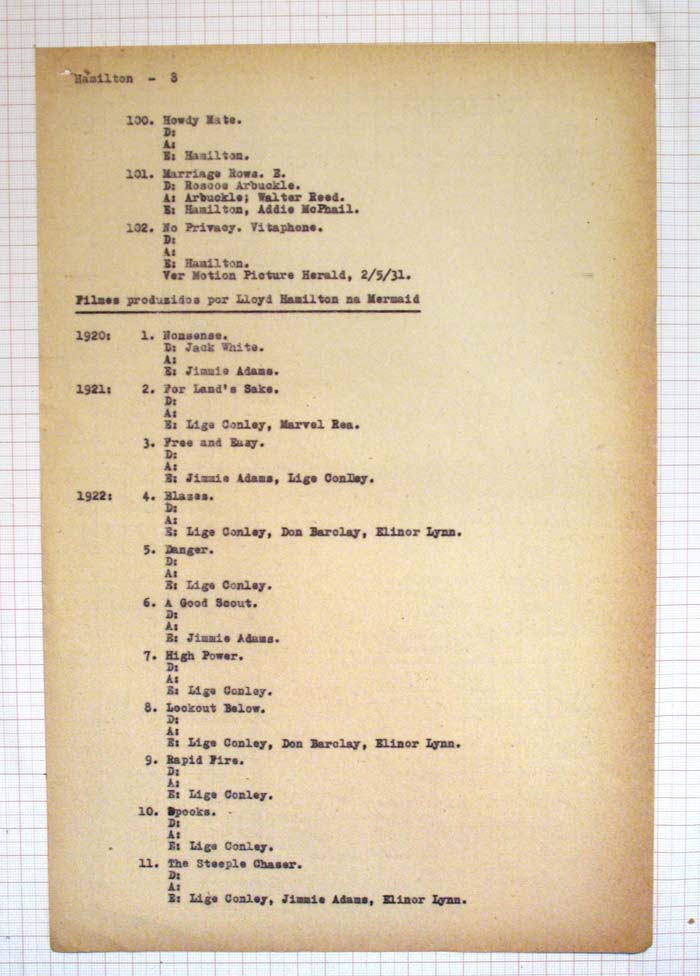 Hamilton - 3
100. Howdy Mate.
D:
A:
E: Hamilton.
101. Marriage Rows. E.
D: Roscoe Arbuckle.
A: Arbuckle; Walter Reed.
E: Hamilton, Addie McPhail.
102. No Privacy. Vitaphone.
D:
A:
E: Hamilton.
Ver Motion Picture Herald, 2/5/31.
Filmes produzidos por Lloyd Hamilton na Mermaid
1920: 1. Nonsense.
D: Jack White.
A:
E: Jimmie Adams.
1921: 2. For Land's Sake.
D:
A:
E: Lige Conley, Marvel Rea.
3. Free and Easy.
D:
A:
E: Jimmie Adams, Lige Conley.
1922: 4. Blazes.
D:
A:
E: Lige Conley, Don Barclay, Elinor Lynn.
5. Danger.
D:
A:
E: Lige Conley.
6. A Good Scout.
D:
A:
E: Jimmie Adams.
7. High Power.
D:
A:
E: Lige Conley.
8. Lookout Below.
D:
A:
E: Lige Conley, Don Barclay, Elinor Lynn.
9. Rapid Fire.
D:
A:
E: Lige Conley.
10. Spooks.
D:
A:
E: Lige Conley.
11. The Steeple Chaser.
D:
A:
E: Lige Conley, Jimmie Adams, Elinor Lynn.